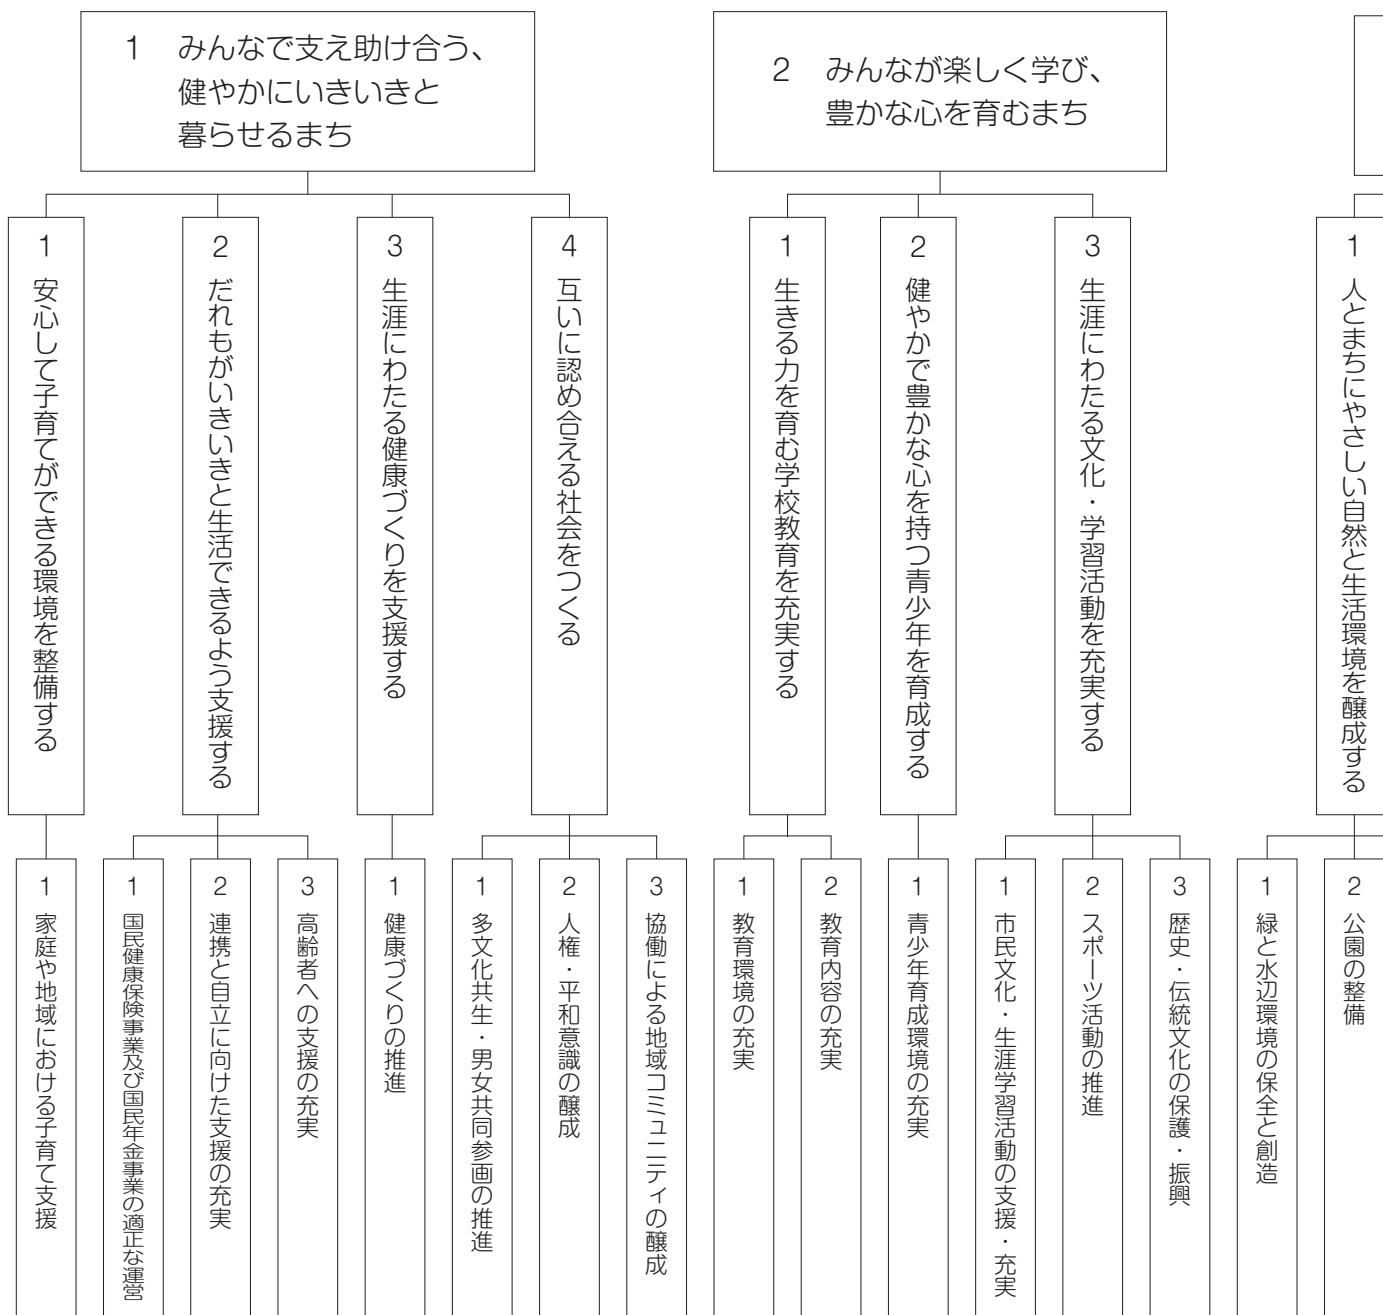 1 みんなで支え助け合う、
健やかにいきいきと
暮らせるまち
2 みんなが楽しく学び、
豊かな心を育むまち
1 安心して子育てができる環境を整備する
2 だれもがいきいきと生活できるよう支援する
3 生涯にわたる健康づくりを支援する
4 互いに認め合える社会をつくる
1 生きる力を育む学校教育を充実する
2 健やかで豊かな心を持つ青少年を育成する
3 生涯にわたる文化・学習活動を充実する
1 人とまちにやさしい自然と生活環境を醸成する
1 家庭や地域における子育て支援
1 国民健康保険事業及び国民年金事業の適正な運営
2 連携と自立に向けた支援の充実
3 高齢者への支援の充実
1 健康づくりの推進
1 多文化共生・男女共同参画の推進
2 人権・平和意識の醸成
3 協働による地域コミュニティの醸成
1 教育環境の充実
2 教育内容の充実
1 青少年育成環境の充実
1 市民文化・生涯学習活動の支援・充実
2 スポーツ活動の推進
3 歴史・伝統文化の保護・振興
1 緑と水辺環境の保全と創造
2 公園の整備